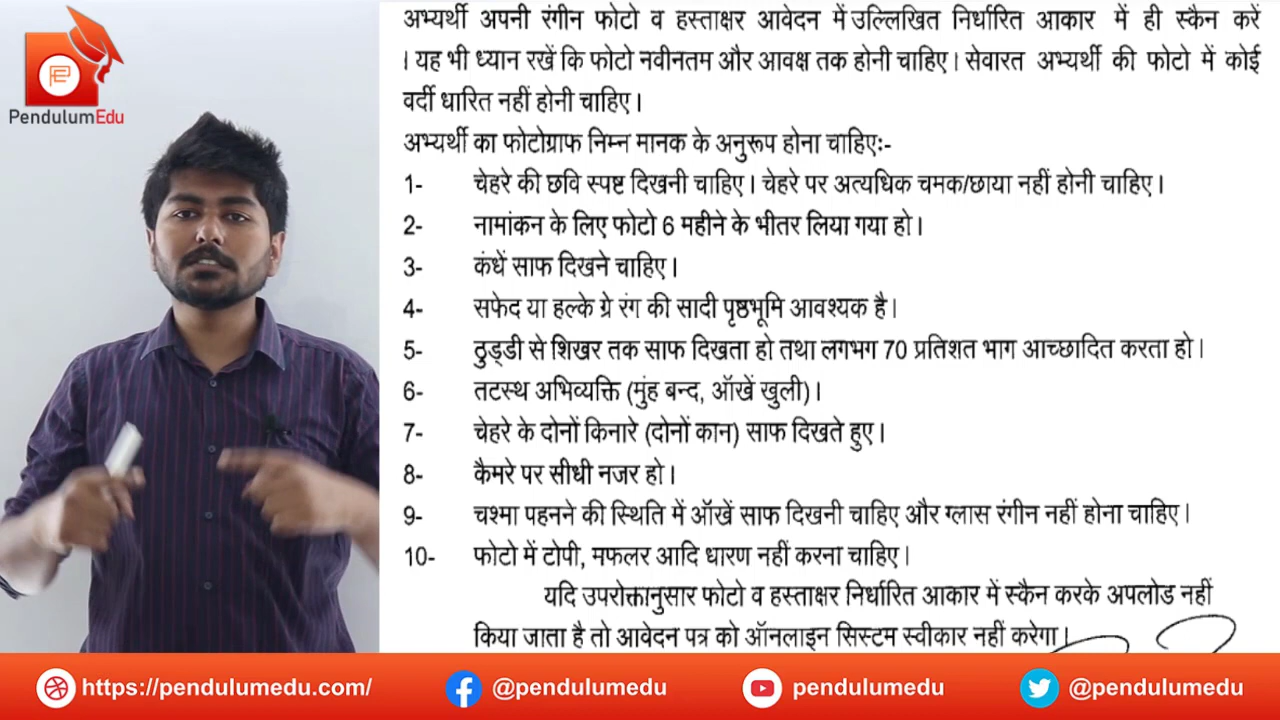 PendulumEdu
अभ्यर्थी अपनी रंगीन फोटो व हस्ताक्षर आवेदन में उल्लिखित निर्धारित आकार में ही स्कैन करें
। यह भी ध्यान रखें कि फोटो नवीनतम और आवक्ष तक होनी चाहिए। सेवारत अभ्यर्थी की फोटो में कोई
वर्दी धारित नहीं होनी चाहिए।
अभ्यर्थी का फोटोग्राफ निम्न मानक के अनुरूप होना चाहिएः-
1- चेहरे की छवि स्पष्ट दिखनी चाहिए। चेहरे पर अत्यधिक चमक/छाया नहीं होनी चाहिए।
2- नामांकन के लिए फोटो 6 महीने के भीतर लिया गया हो।
3- कंधें साफ दिखने चाहिए।
4- सफेद या हल्के ग्रे रंग की सादी पृष्ठभूमि आवश्यक है।
5- ठुड्डी से शिखर तक साफ दिखता हो तथा लगभग 70 प्रतिशत भाग आच्छादित करता हो।
6- तटस्थ अभिव्यक्ति (मुंह बन्द, ऑखें खुली)।
7- चेहरे के दोनों किनारे (दोनों कान) साफ दिखते हुए।
8- कैमरे पर सीधी नजर हो।
9- चश्मा पहनने की स्थिति में ऑखें साफ दिखनी चाहिए और ग्लास रंगीन नहीं होना चाहिए।
10- फोटो में टोपी, मफलर आदि धारण नहीं करना चाहिए।
यदि उपरोक्तानुसार फोटो व हस्ताक्षर निर्धारित आकार में स्कैन करके अपलोड नहीं
किया जाता है तो आवेदन पत्र को ऑनलाइन सिस्टम स्वीकार नहीं करेगा।
https://pendulumedu.com/ @pendulumedu pendulumedu @pendulumedu